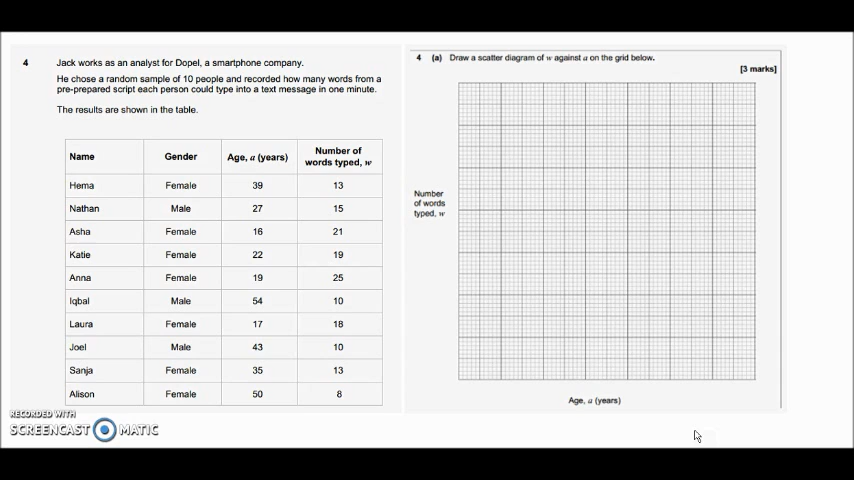 4 Jack works as an analyst for Dopel, a smartphone company.
He chose a random sample of 10 people and recorded how many words from a
pre-prepared script each person could type into a text message in one minute.
The results are shown in the table.
Name Gender Age, a (years) Number of words typed, w
Hema Female 39 13
Nathan Male 27 15
Asha Female 16 21
Katie Female 22 19
Anna Female 19 25
Iqbal Male 54 10
Laura Female 17 18
Joel Male 43 10
Sanja Female 35 13
Alison Female 50 8
RECORDED WITH
SCREENCAST MATIC
4 (a) Draw a scatter diagram of w against a on the grid below.
[3 marks]
Number
of words
typed, w
Age, a (years)